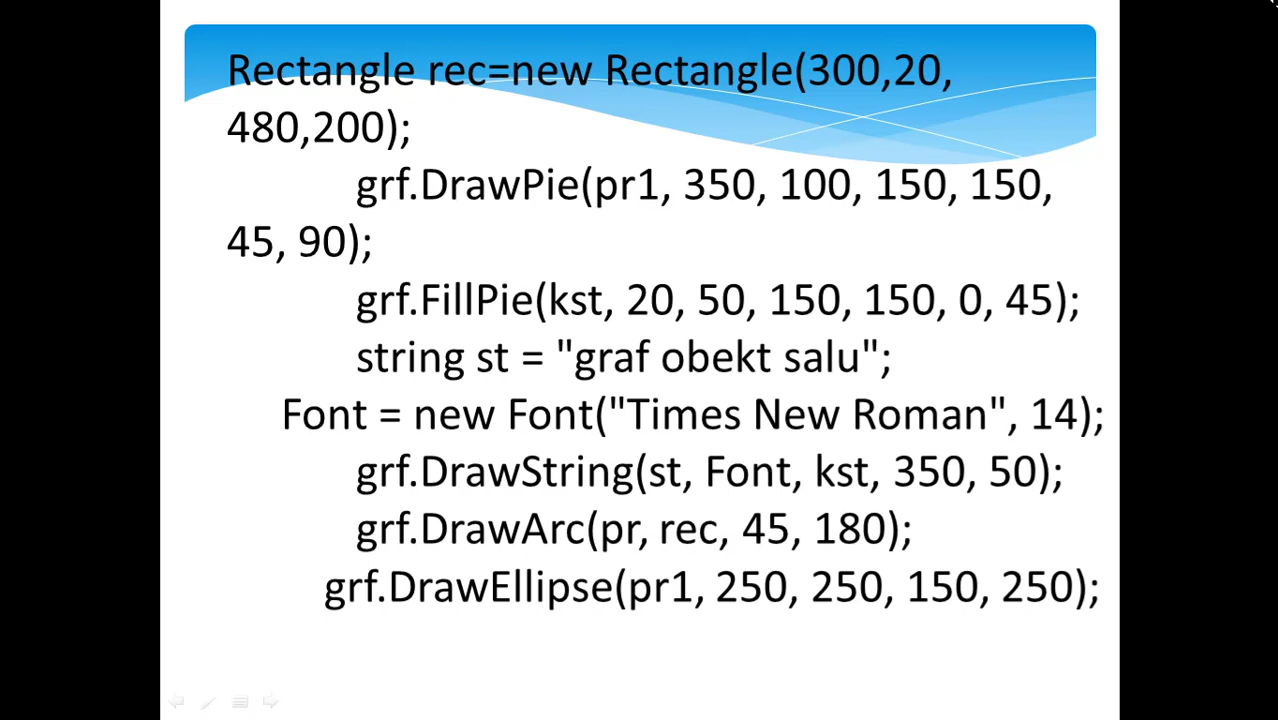 Rectangle rec=new Rectangle(300,20,
480,200);
grf.DrawPie(pr1, 350, 100, 150, 150,
45, 90);
grf.FillPie(kst, 20, 50, 150, 150, 0, 45);
string st = "graf obekt salu";
Font = new Font("Times New Roman", 14);
grf.DrawString(st, Font, kst, 350, 50);
grf.DrawArc(pr, rec, 45, 180);
grf.DrawEllipse(pr1, 250, 250, 150, 250);